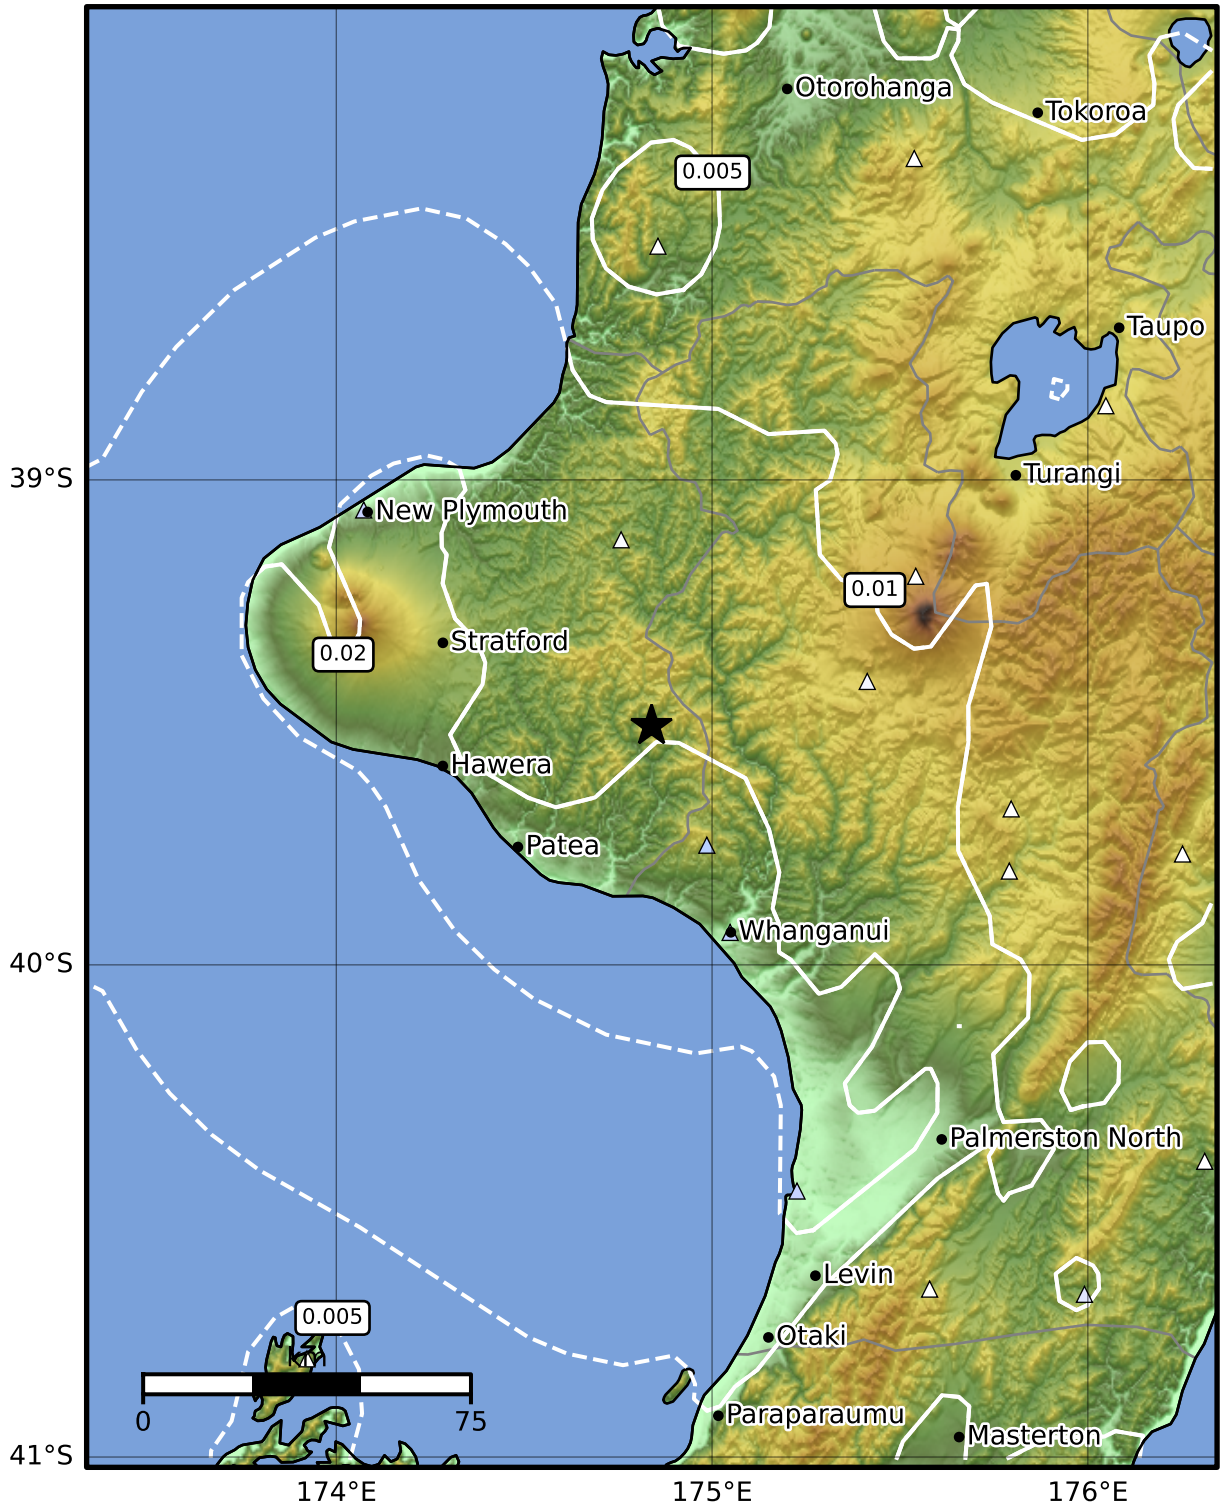 Otorohanga
Tokoroa
0.005
Taupo
39°S
Turangi
New Plymouth
0.01
Stratford
0.02
Hawera
Patea
Whanganui
40°S
Palmerston North
Levin
0.005
Otaki
0
75
Paraparaumu
Masterton
41°S
174°E
175°E
176°E